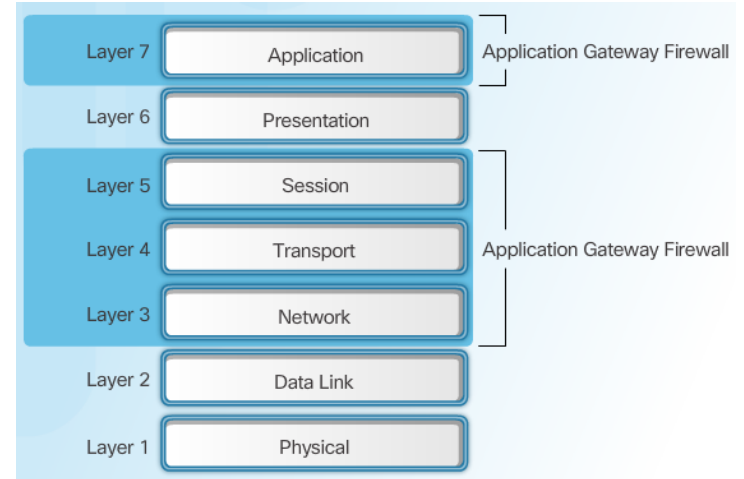 Layer 7 Application Application Gateway Firewall
Layer 6 Presentation
Layer 5 Session
Layer 4 Transport Application Gateway Firewall
Layer 3 Network
Layer 2 Data Link
Layer 1 Physical